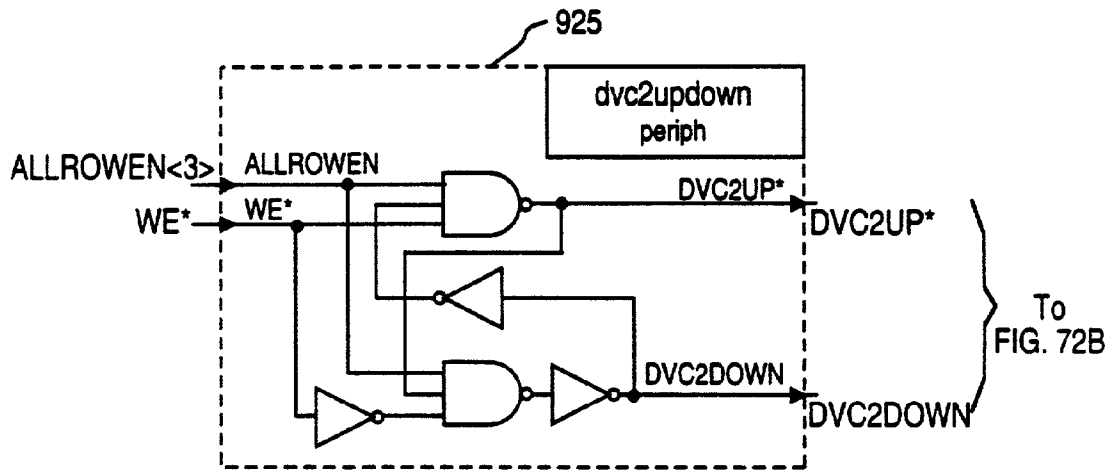 925
dvc2updown
periph
ALLROWEN<3>
ALLROWEN
WE*
WE*
DVC2UP*
DVC2UP*
To
FIG. 72B
DVC2DOWN
DVC2DOWN